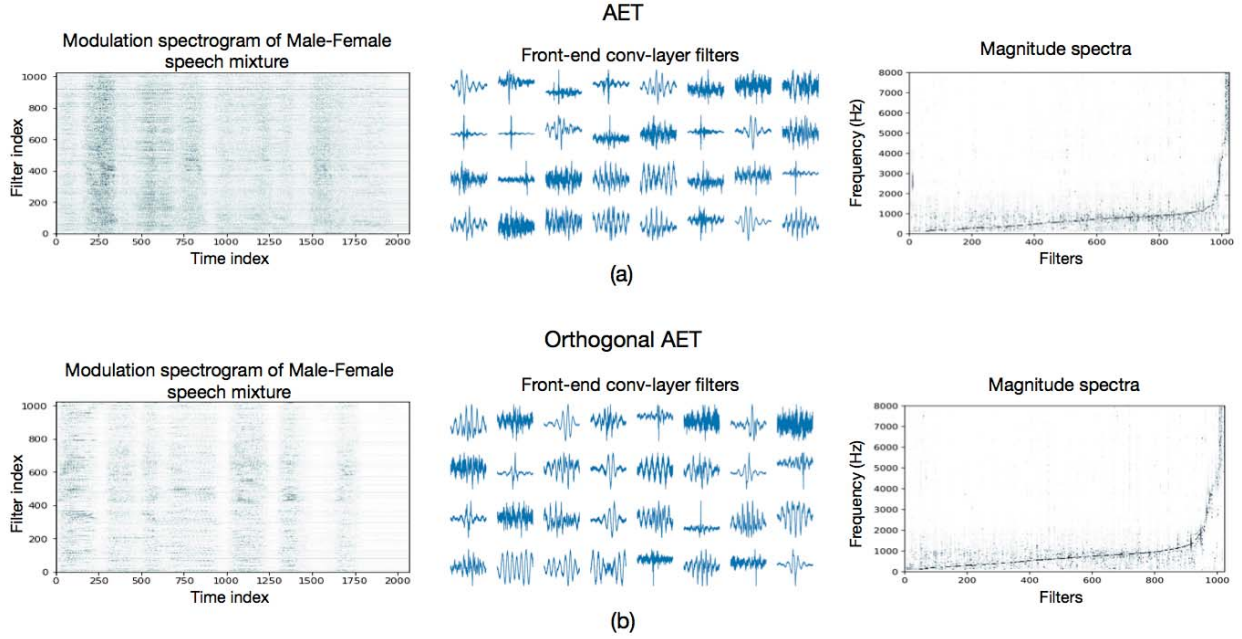 AET
Modulation spectrogram of Male-Female
speech mixture
Filter index
1000
800
600
400
200
0
0 250 500 750 1000 1250 1500 1750 2000
Time index
Front-end conv-layer filters
(a)
Magnitude spectra
Frequency (Hz)
8000
7000
6000
5000
4000
3000
2000
1000
0
0 200 400 600 800 1000
Filters
Orthogonal AET
Modulation spectrogram of Male-Female
speech mixture
Filter index
1000
800
600
400
200
0
0 250 500 750 1000 1250 1500 1750 2000
Time index
Front-end conv-layer filters
(b)
Magnitude spectra
Frequency (Hz)
8000
7000
6000
5000
4000
3000
2000
1000
0
0 200 400 600 800 1000
Filters